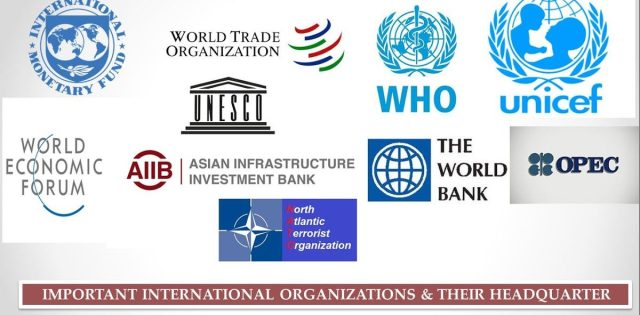 INTERNATIONAL
MONETARY FUND
WORLD TRADE
ORGANIZATION
WHO
unicef
UNESCO
WORLD
ECONOMIC
FORUM
AIIB
ASIAN INFRASTRUCTURE
INVESTMENT BANK
THE
WORLD
BANK
OPEC
North
Atlantic
Terrorist
Organization
IMPORTANT INTERNATIONAL ORGANIZATIONS & THEIR HEADQUARTER